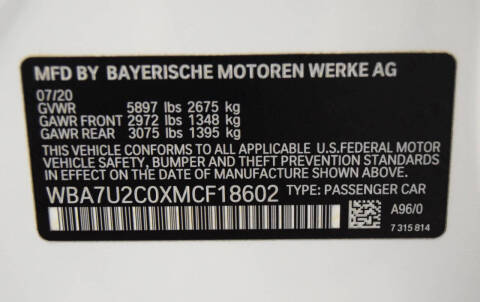 MFD BY BAYERISCHE MOTOREN WERKE AG
07/20
GVWR 5897 lbs 2675 kg
GAWR FRONT 2972 lbs 1348 kg
GAWR REAR 3075 lbs 1395 kg
THIS VEHICLE CONFORMS TO ALL APPLICABLE U.S.FEDERAL MOTOR
VEHICLE SAFETY, BUMPER AND THEFT PREVENTION STANDARDS
IN EFFECT ON THE DATE OF MANUFACTURE SHOWN ABOVE.
WBA7U2C0XMCF18602 TYPE: PASSENGER CAR
A96/0
7 315 814